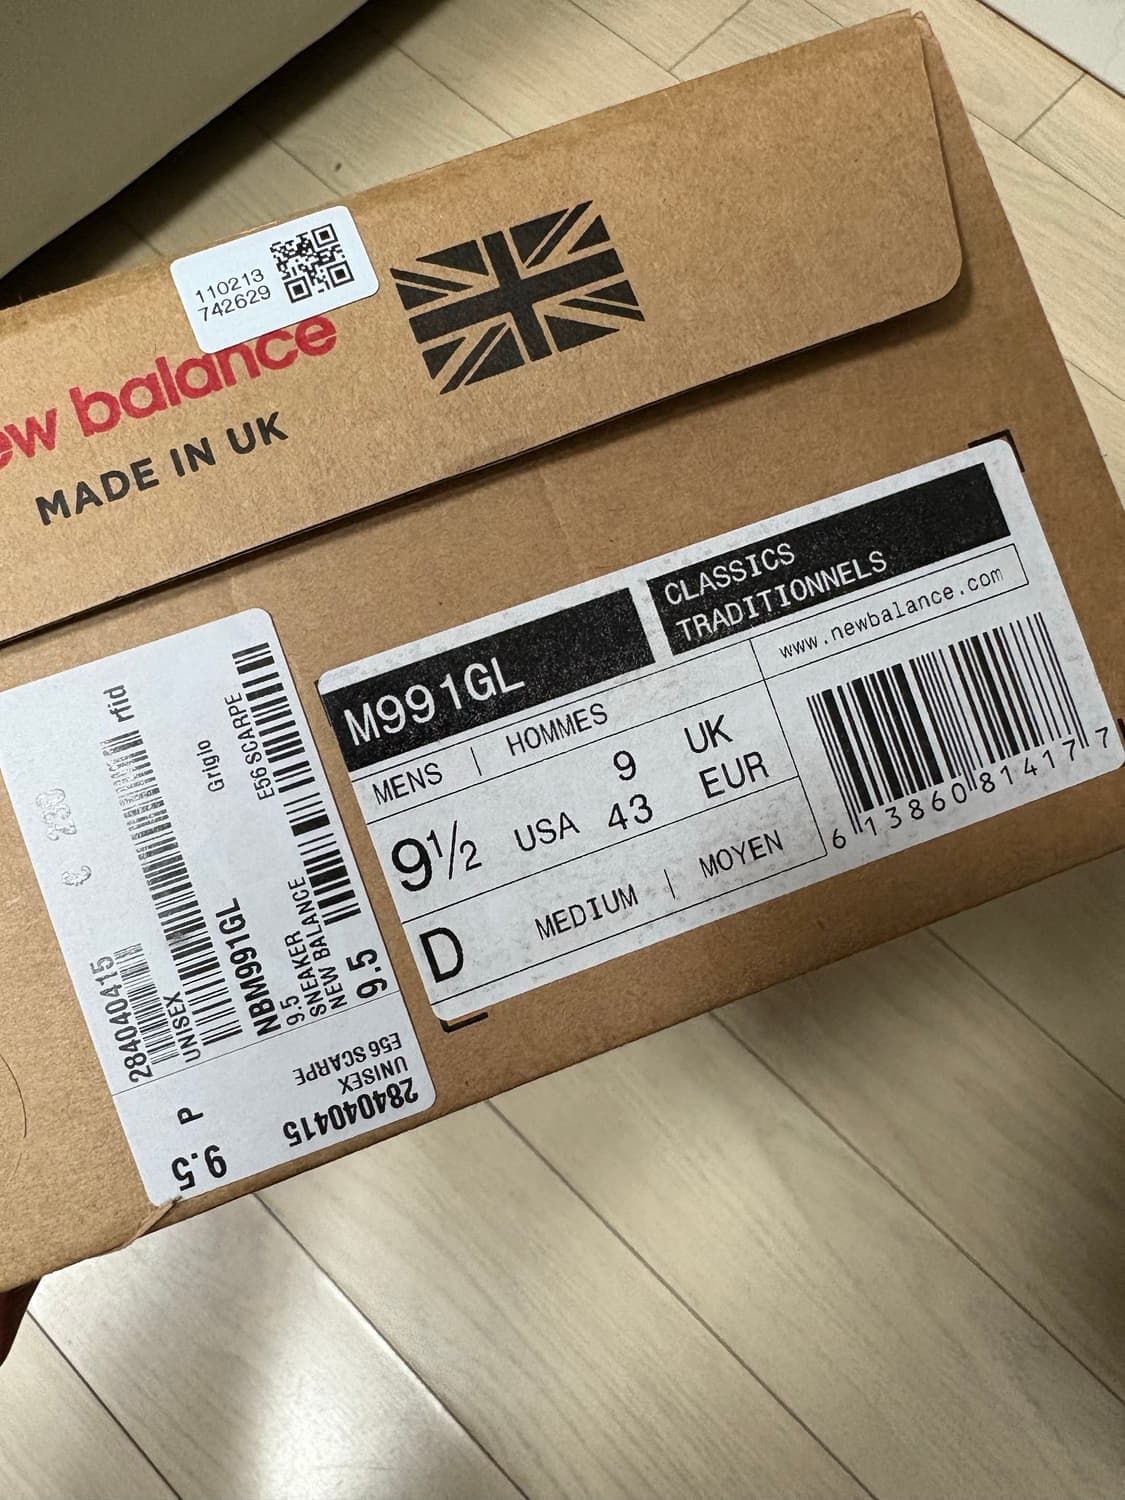 110213
742629
ew balance
MADE IN UK
M991GL
CLASSICS
TRADITIONNELS
MENS | HOMMES
www.newbalance.com
9½ USA 9 UK
43 EUR
D MEDIUM | MOYEN
6 13860 81417 7
€ 230
rfid
284040415
UNISEX
Grigio
NBM991GL
E56 SCARPE
9.5
SNEAKER
NEW BALANCE
9.5
P
9.5
284040415
UNISEX
E56 SCARPE